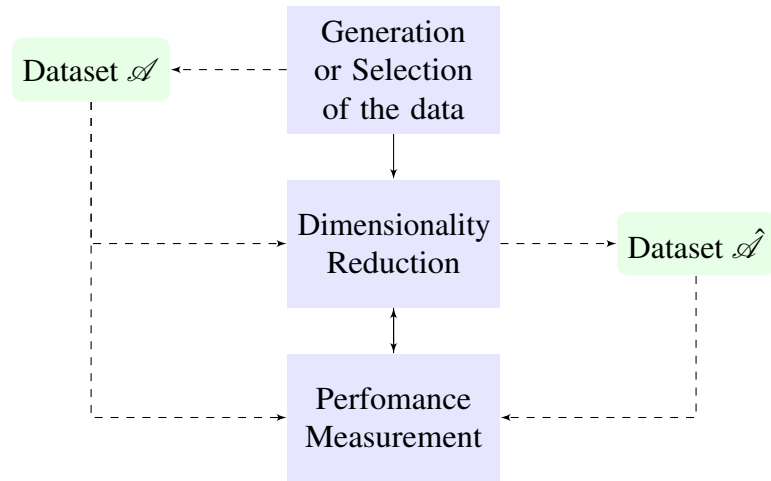 Generation
or Selection
of the data
Dataset 𝒜
Dimensionality
Reduction
Dataset 𝒜̂
Perfomance
Measurement